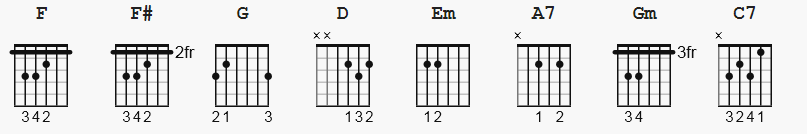 F F# G D Em A7 Gm C7
×× × ×
2fr 3fr
342 342 21 3 132 12 1 2 34 3241